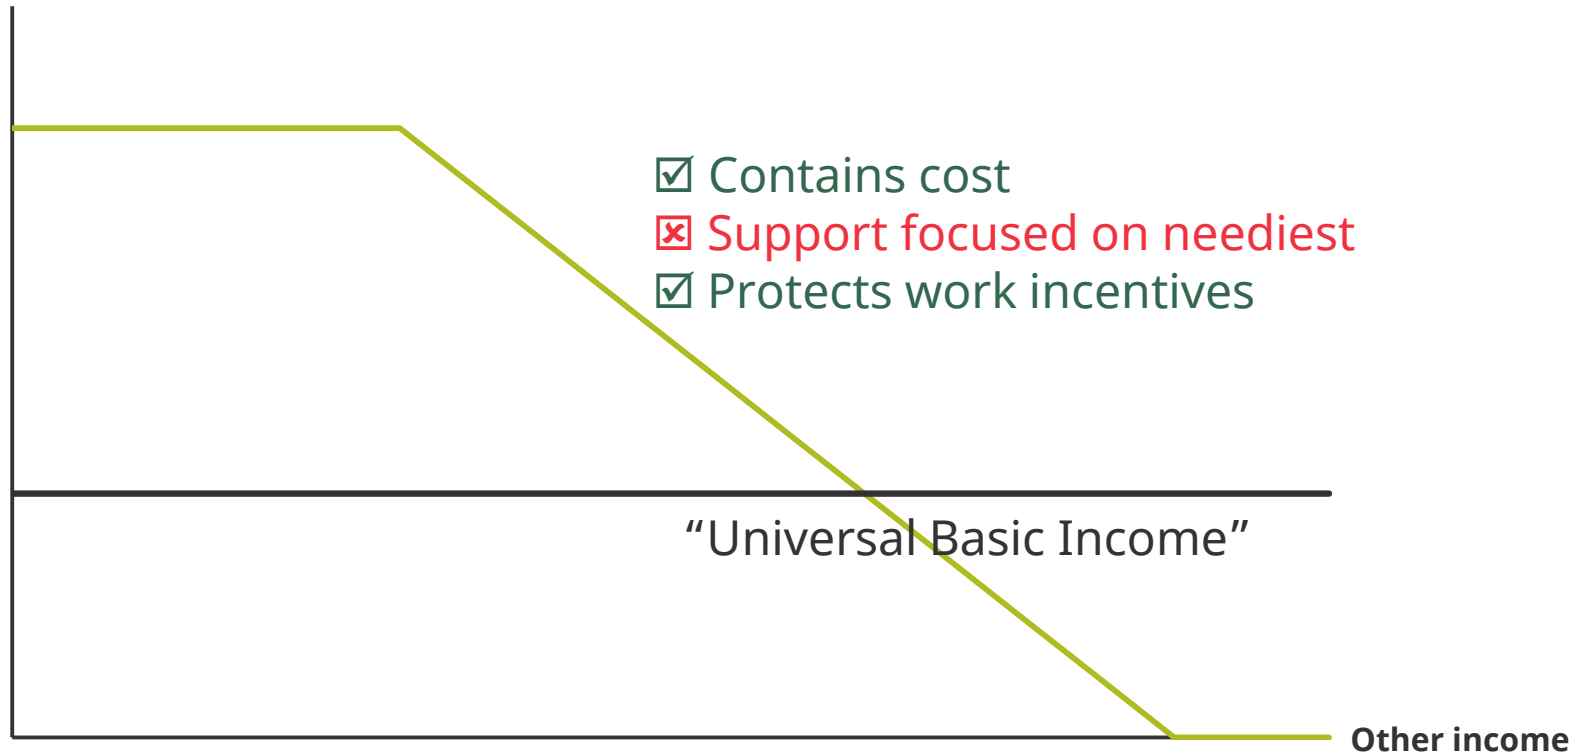 ☑ Contains cost
☒ Support focused on neediest
☑ Protects work incentives
“Universal Basic Income”
Other income